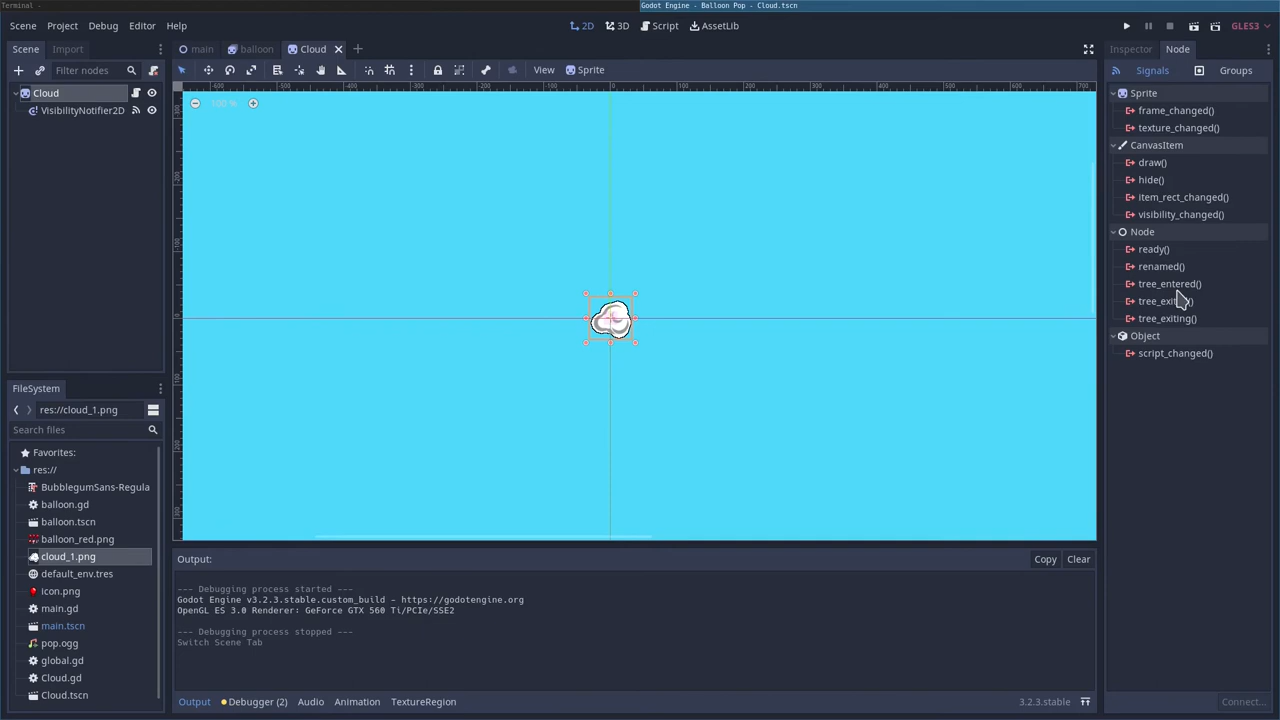 Terminal -
Godot Engine - Balloon Pop - Cloud.tscn
Scene Project Debug Editor Help
2D 3D Script AssetLib
GLES3
Scene Import
main balloon Cloud
Inspector Node
Filter nodes
View Sprite
Signals Groups
Cloud
VisibilityNotifier2D
100 %
Sprite
frame_changed()
texture_changed()
CanvasItem
draw()
hide()
item_rect_changed()
visibility_changed()
Node
ready()
renamed()
tree_entered()
tree_exiting()
Object
script_changed()
FileSystem
res://cloud_1.png
Search files
Favorites:
res://
BubblegumSans-Regula
balloon.gd
balloon.tscn
balloon_red.png
cloud_1.png
default_env.tres
icon.png
main.gd
main.tscn
pop.ogg
global.gd
Cloud.gd
Cloud.tscn
Output:
Copy Clear
--- Debugging process started ---
Godot Engine v3.2.3.stable.custom_build - https://godotengine.org
OpenGL ES 3.0 Renderer: GeForce GTX 560 Ti/PCIe/SSE2
--- Debugging process stopped ---
Switch Scene Tab
Output Debugger (2) Audio Animation TextureRegion
3.2.3.stable
Connect...